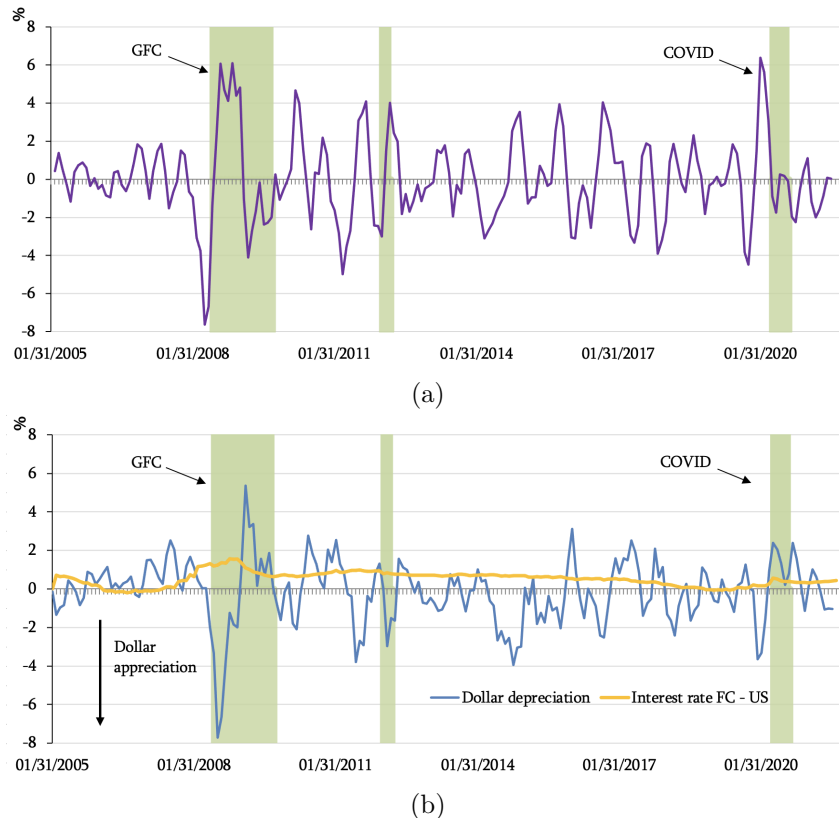 %
8
GFC
COVID
6
4
2
0
-2
-4
-6
-8
01/31/2005 01/31/2008 01/31/2011 01/31/2014 01/31/2017 01/31/2020
(a)
%
8
GFC
COVID
6
4
2
0
-2
Dollar
appreciation
-4
-6
Dollar depreciation Interest rate FC - US
-8
01/31/2005 01/31/2008 01/31/2011 01/31/2014 01/31/2017 01/31/2020
(b)